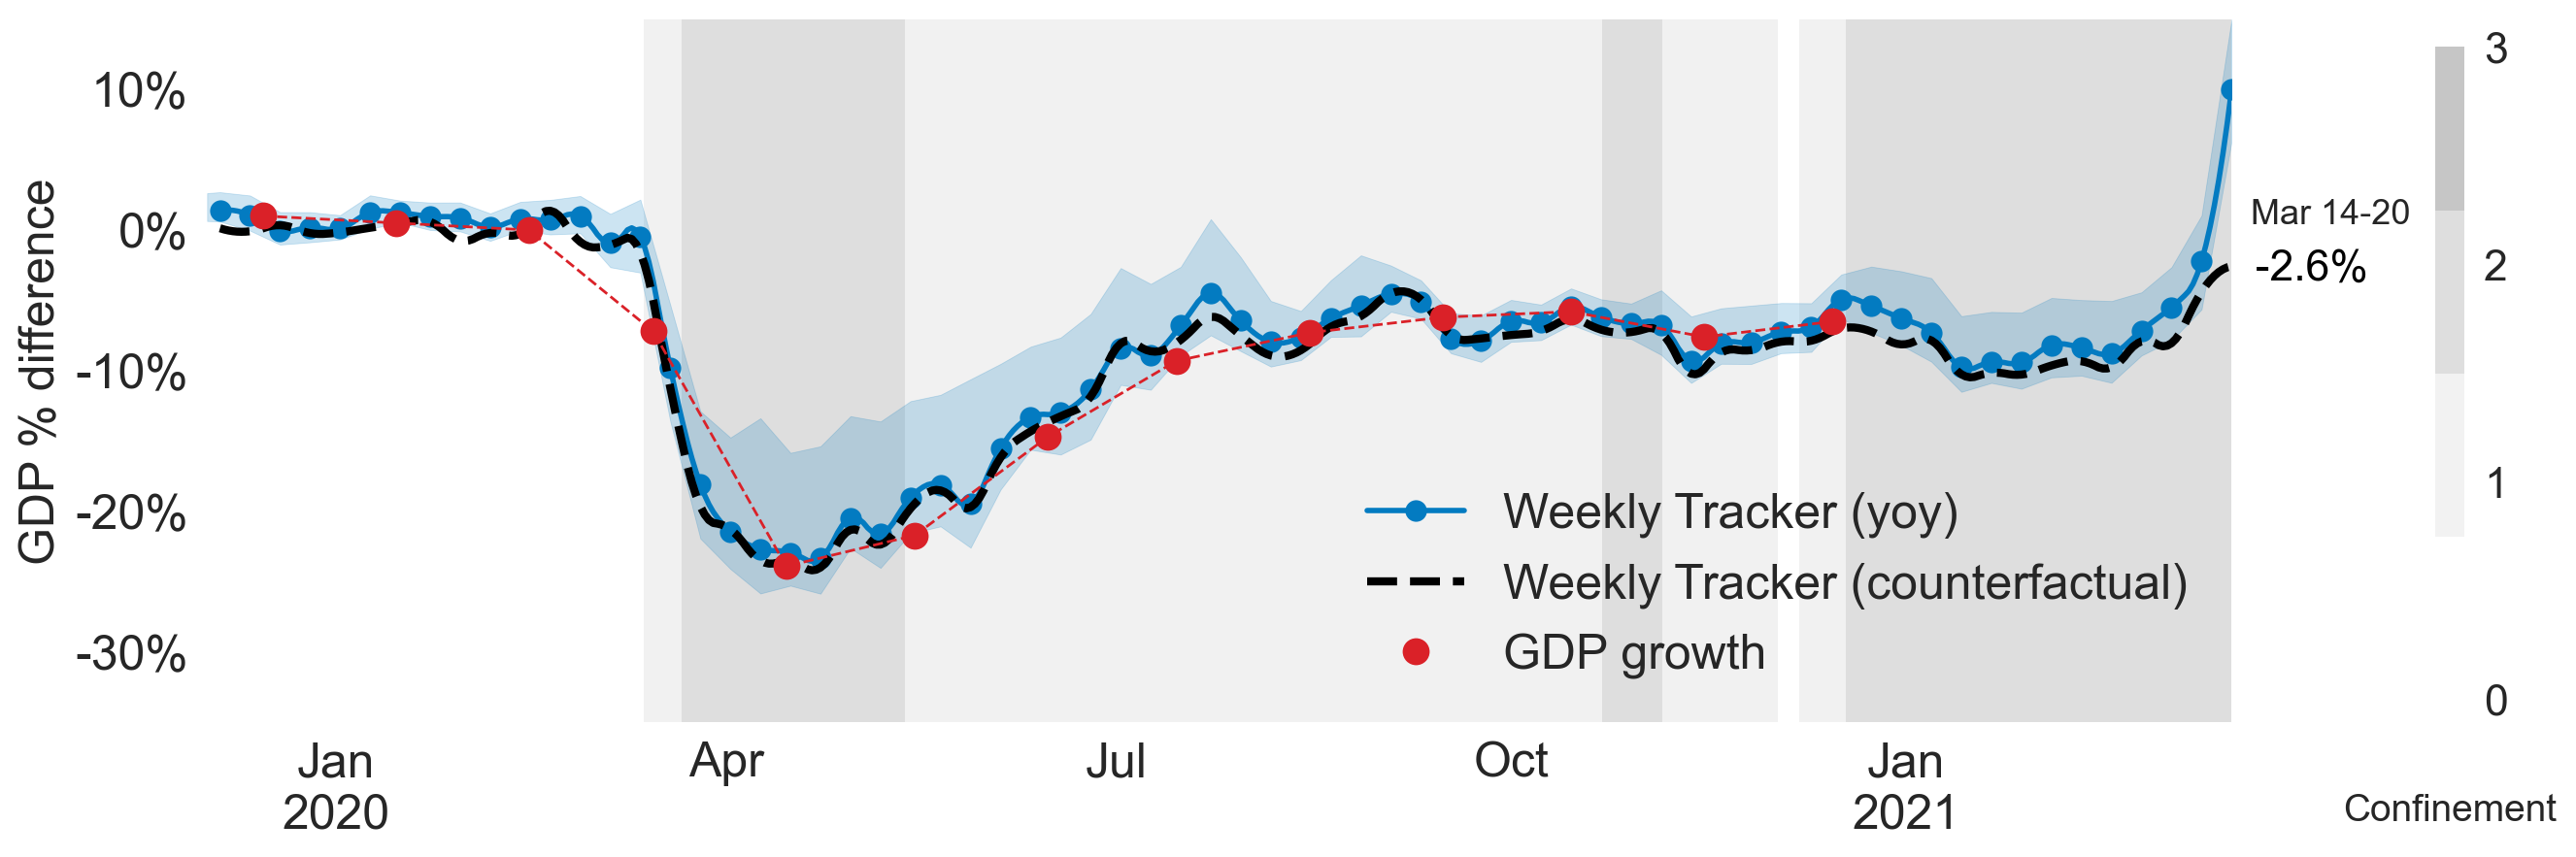 GDP % difference
10%
0%
-10%
-20%
-30%
Jan
2020
Apr
Jul
Oct
Jan
2021
Weekly Tracker (yoy)
Weekly Tracker (counterfactual)
GDP growth
Mar 14-20
-2.6%
3
2
1
0
Confinement